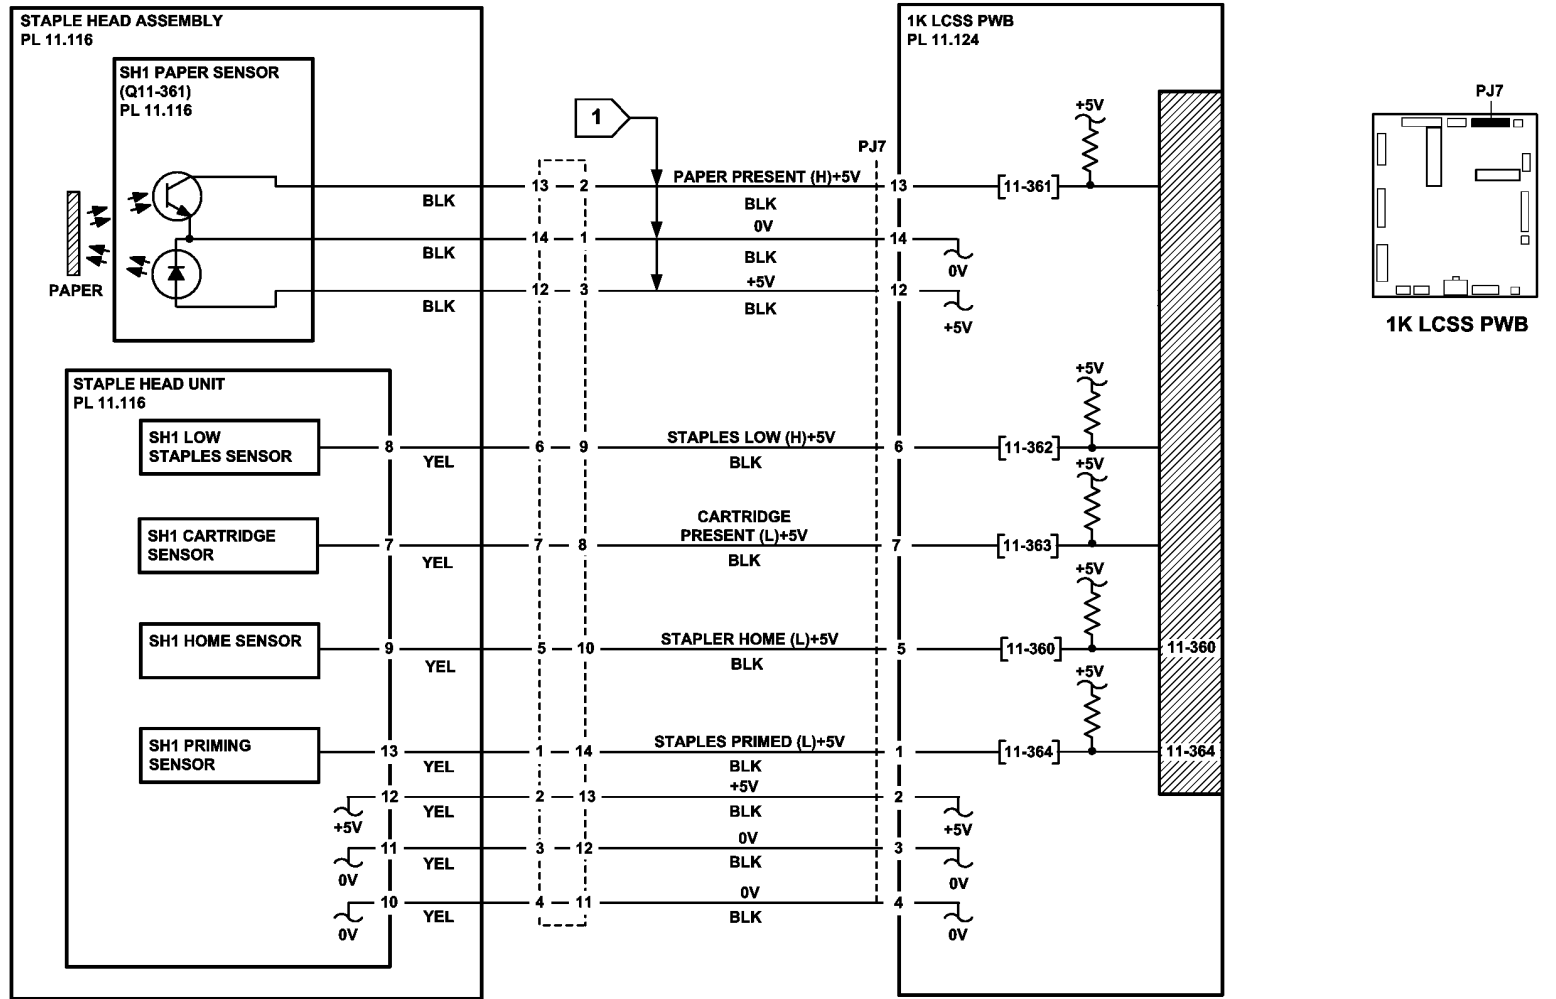 STAPLE HEAD ASSEMBLY
PL 11.116
SH1 PAPER SENSOR
(Q11-361)
PL 11.116
PAPER
BLK
BLK
BLK
1
13 2
14 1
12 3
PAPER PRESENT (H)+5V
BLK
0V
BLK
+5V
BLK
PJ7
1K LCSS PWB
PL 11.124
13
[11-361]
+5V
14
0V
12
+5V
PJ7
1K LCSS PWB
STAPLE HEAD UNIT
PL 11.116
SH1 LOW
STAPLES SENSOR
8
YEL
6 9
STAPLES LOW (H)+5V
BLK
6
[11-362]
+5V
SH1 CARTRIDGE
SENSOR
7
YEL
7 8
CARTRIDGE
PRESENT (L)+5V
BLK
7
[11-363]
+5V
SH1 HOME SENSOR
9
YEL
5 10
STAPLER HOME (L)+5V
BLK
5
[11-360]
+5V
11-360
SH1 PRIMING
SENSOR
13
YEL
1 14
STAPLES PRIMED (L)+5V
BLK
1
[11-364]
+5V
11-364
+5V
12
YEL
2 13
+5V
BLK
2
+5V
0V
11
YEL
3 12
0V
BLK
3
0V
0V
10
YEL
4 11
0V
BLK
4
0V